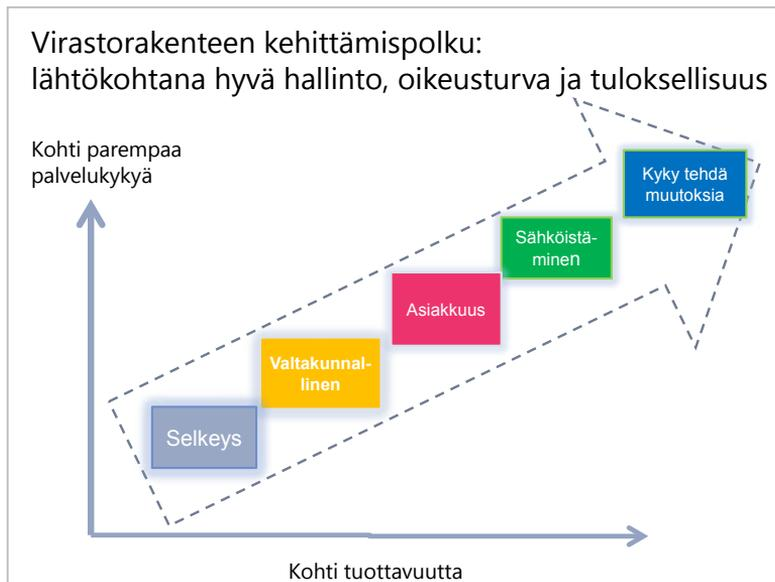 Virastorakenteen kehittämispolku:
lähtökohtana hyvä hallinto, oikeusturva ja tuloksellisuus
Kohti parempaa
palvelukykyä
Kyky tehdä
muutoksia
Sähköistä-
minen
Asiakkuus
Valtakunnal-
linen
Selkeys
Kohti tuottavuutta